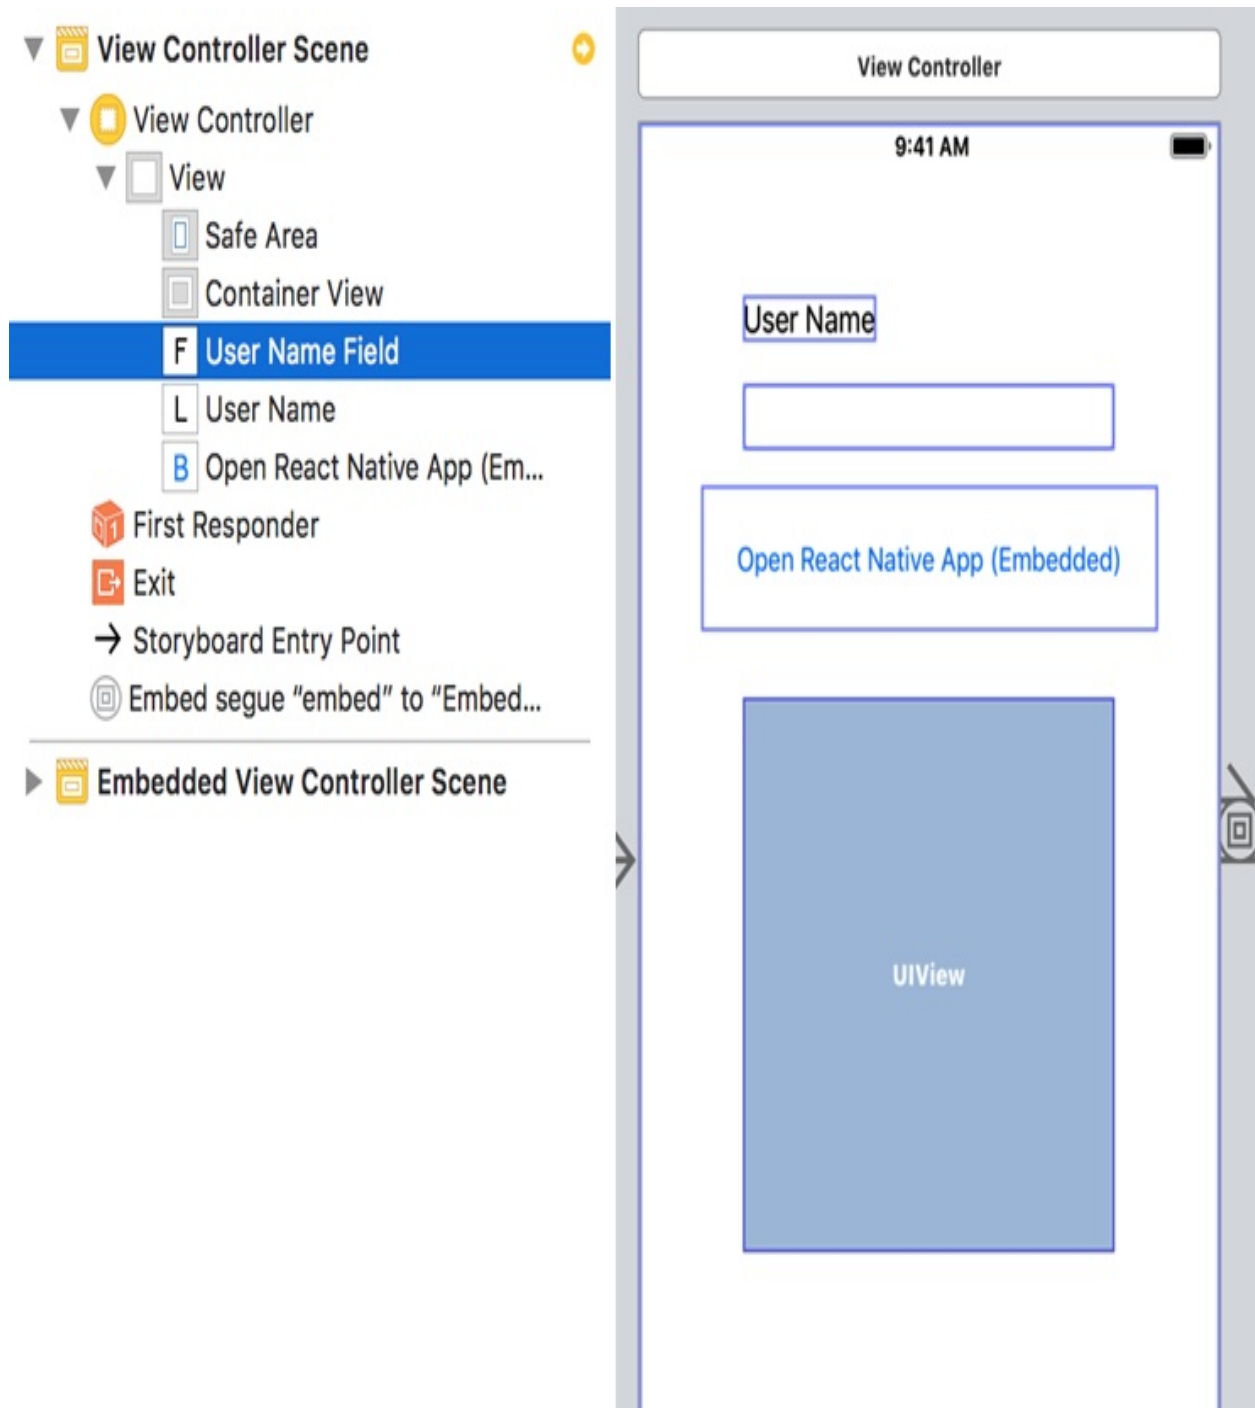 View Controller Scene
View Controller
View
Safe Area
Container View
F User Name Field
L User Name
B Open React Native App (Em...
First Responder
Exit
Storyboard Entry Point
Embed segue “embed” to “Embed...
Embedded View Controller Scene
View Controller
9:41 AM
User Name
Open React Native App (Embedded)
UIView